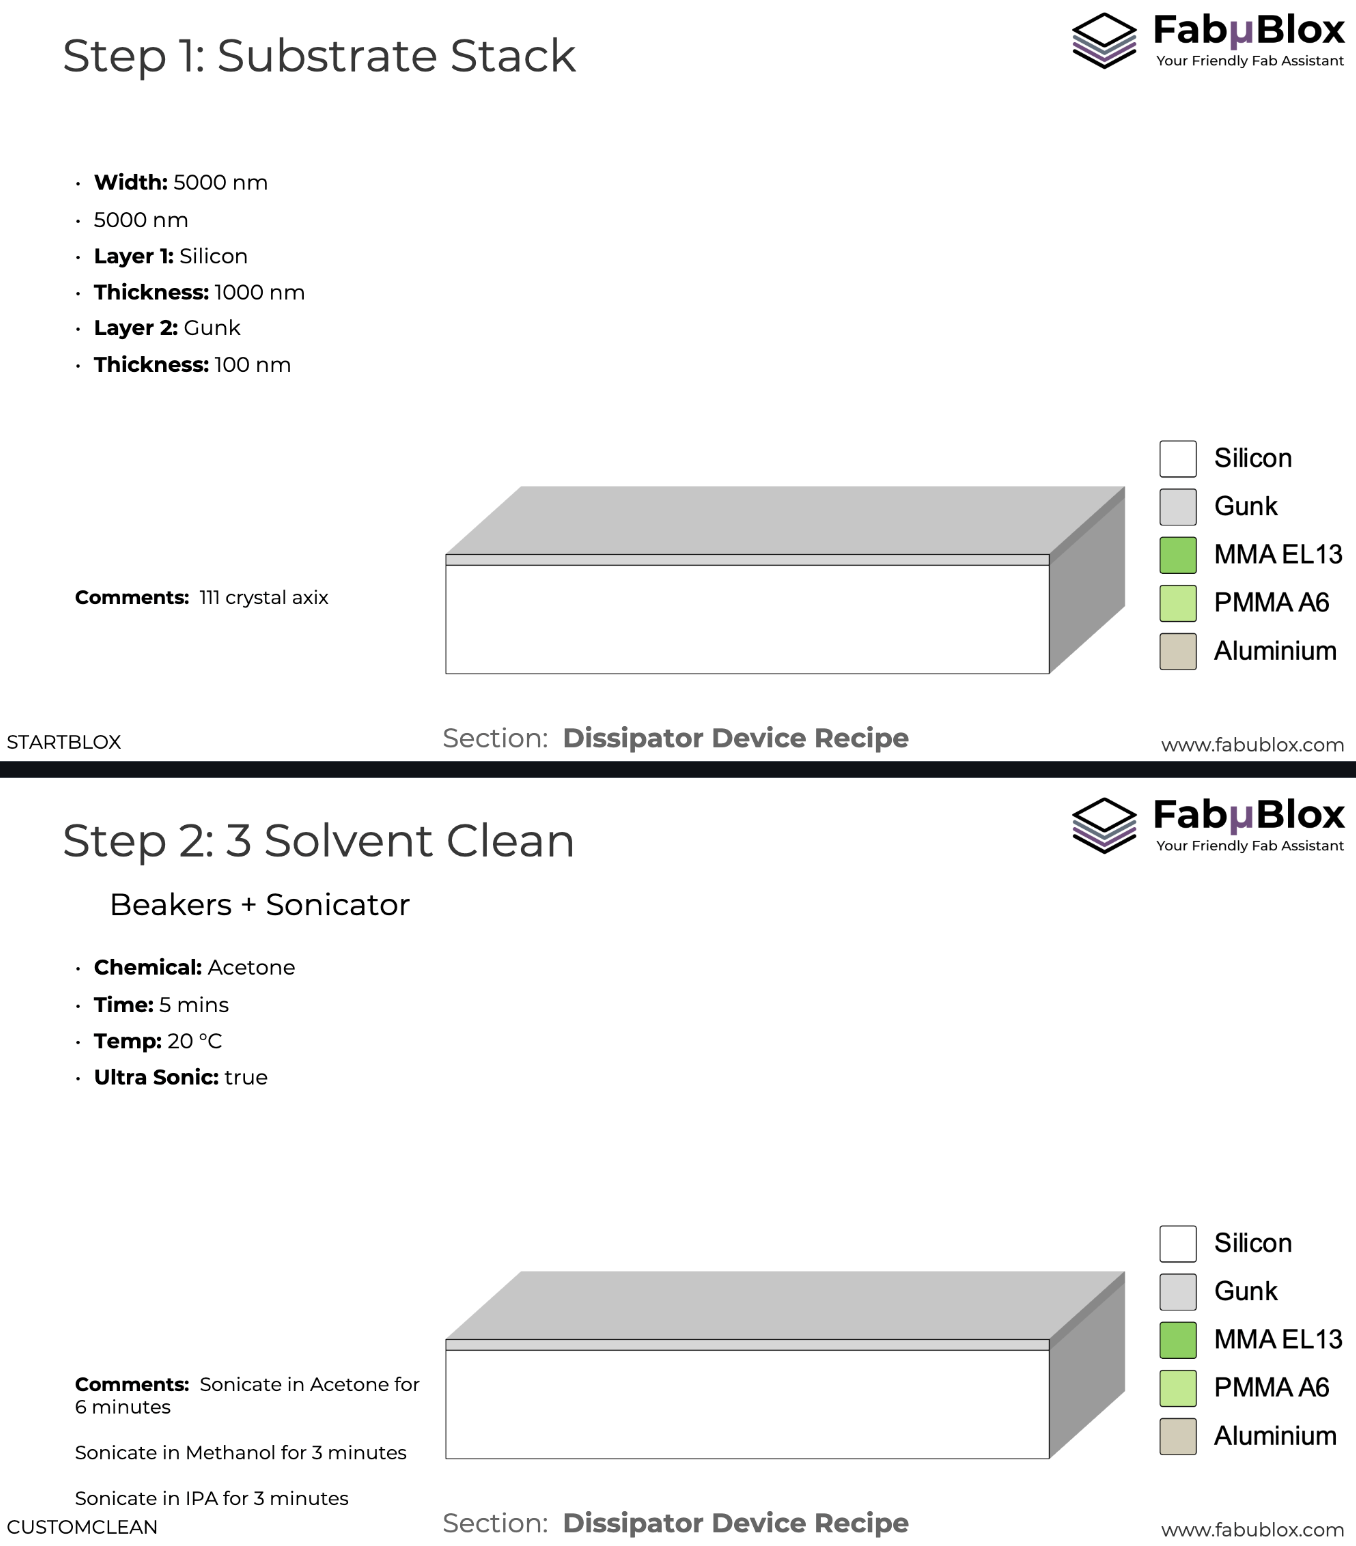 Step 1: Substrate Stack
FabμBlox
Your Friendly Fab Assistant
· Width: 5000 nm
· 5000 nm
· Layer 1: Silicon
· Thickness: 1000 nm
· Layer 2: Gunk
· Thickness: 100 nm
Silicon
Gunk
MMA EL13
PMMA A6
Aluminium
Comments: 111 crystal axix
STARTBLOX
Section: Dissipator Device Recipe
www.fabublox.com
Step 2: 3 Solvent Clean
FabμBlox
Your Friendly Fab Assistant
Beakers + Sonicator
· Chemical: Acetone
· Time: 5 mins
· Temp: 20 °C
· Ultra Sonic: true
Silicon
Gunk
MMA EL13
PMMA A6
Aluminium
Comments: Sonicate in Acetone for
6 minutes
Sonicate in Methanol for 3 minutes
Sonicate in IPA for 3 minutes
CUSTOMCLEAN
Section: Dissipator Device Recipe
www.fabublox.com